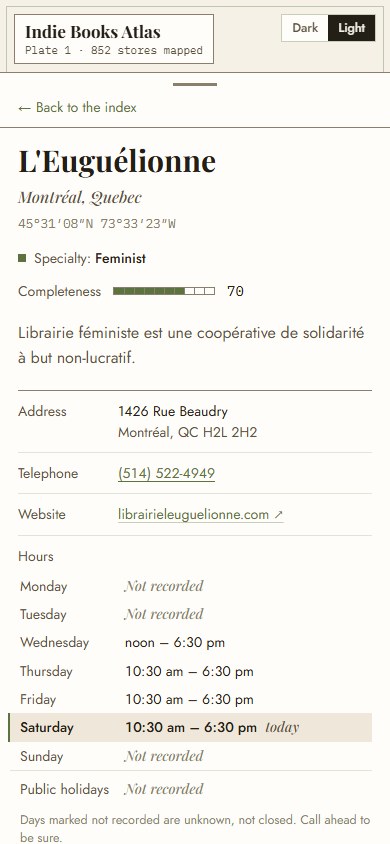 Indie Books Atlas
Plate 1 · 852 stores mapped
Dark Light
← Back to the index
L'Euguélionne
Montréal, Quebec
45°31′08″N 73°33′23″W
Specialty: Feminist
Completeness 70
Librairie féministe est une coopérative de solidarité
à but non-lucratif.
Address 1426 Rue Beaudry
Montréal, QC H2L 2H2
Telephone (514) 522-4949
Website librairieleuguelionne.com ↗
Hours
Monday Not recorded
Tuesday Not recorded
Wednesday noon – 6:30 pm
Thursday 10:30 am – 6:30 pm
Friday 10:30 am – 6:30 pm
Saturday 10:30 am – 6:30 pm today
Sunday Not recorded
Public holidays Not recorded
Days marked not recorded are unknown, not closed. Call ahead to
be sure.